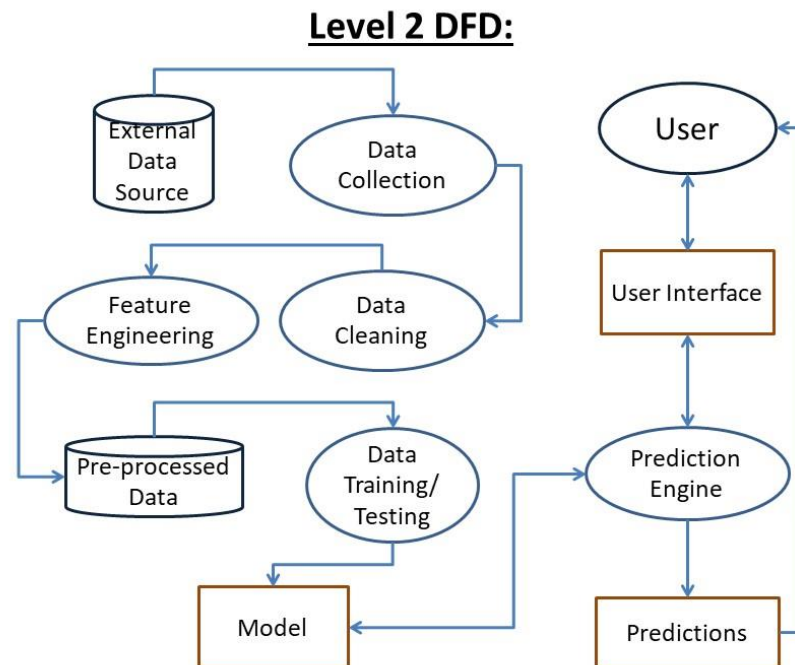 Level 2 DFD:
External
Data
Source
Data
Collection
User
Feature
Engineering
Data
Cleaning
User Interface
Pre-processed
Data
Data
Training/
Testing
Prediction
Engine
Model
Predictions